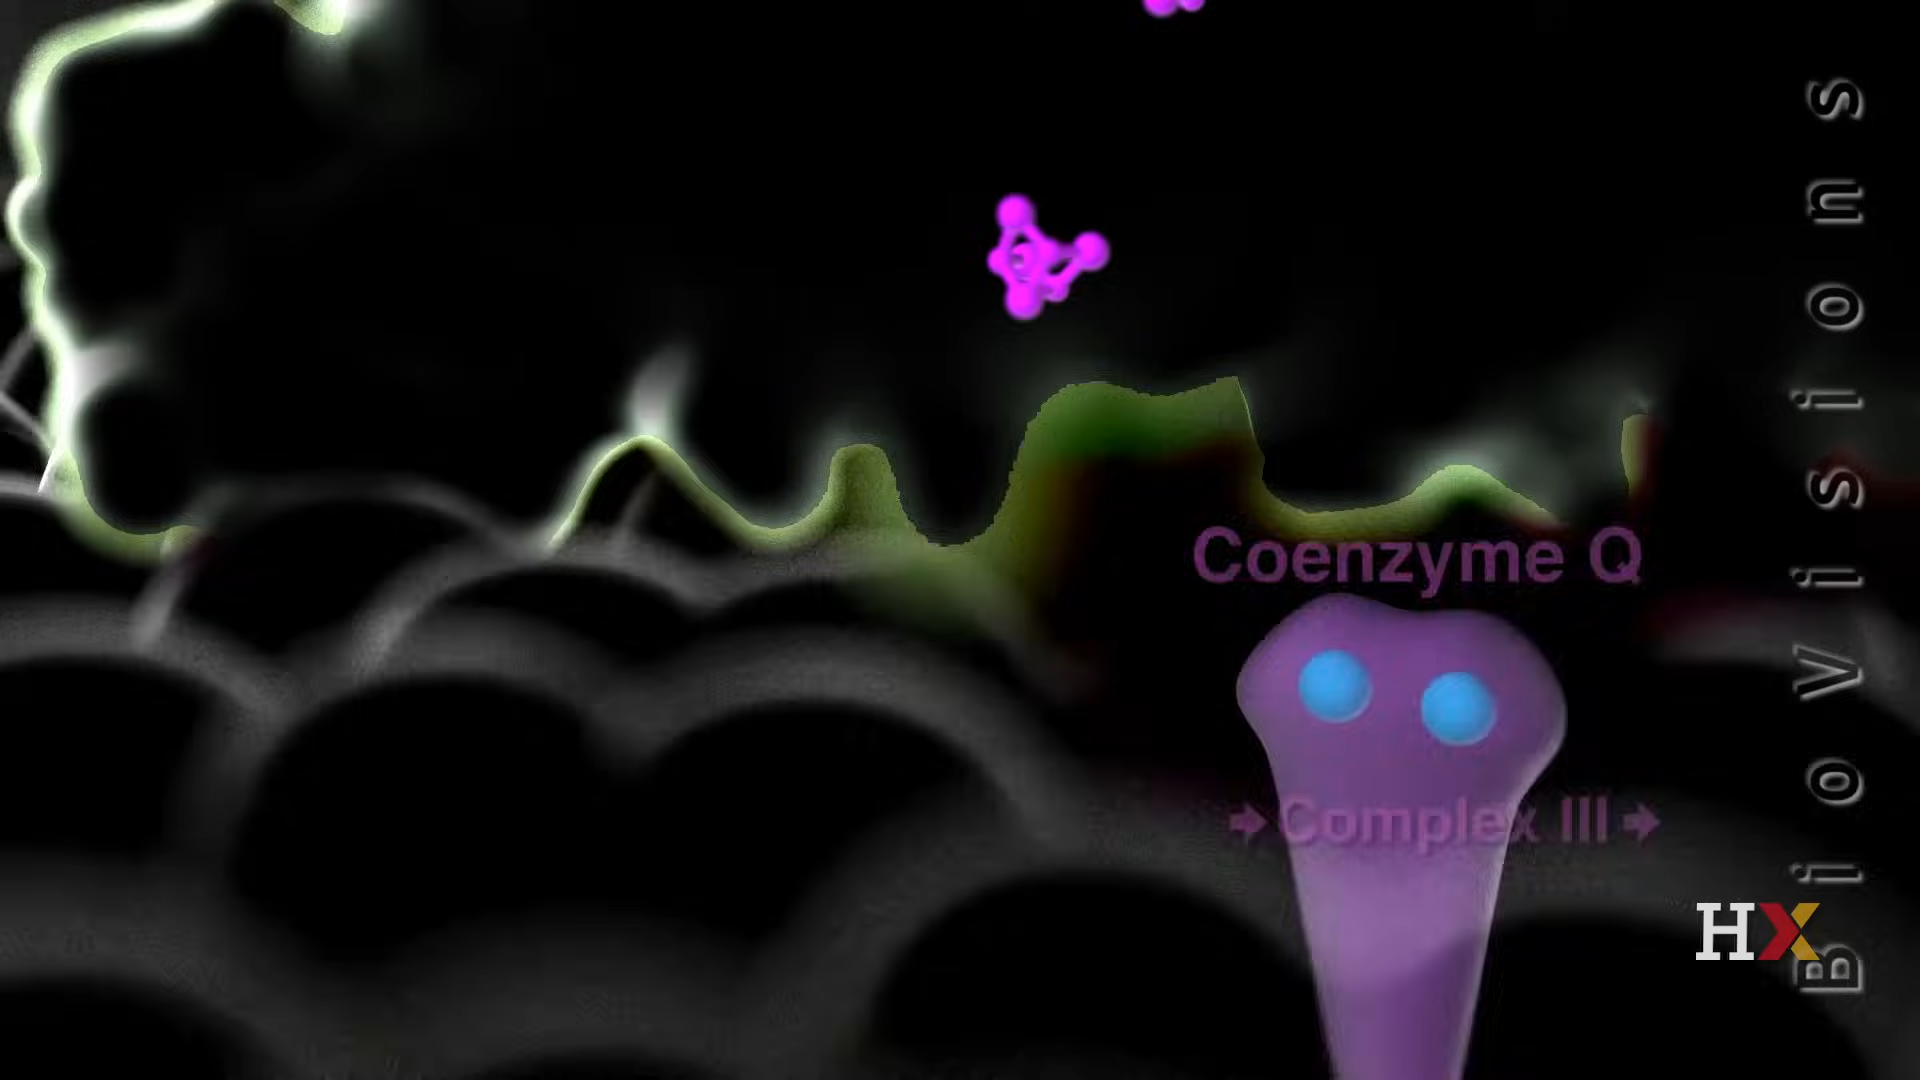 Coenzyme Q
→ Complex III →
BioVisions
HX